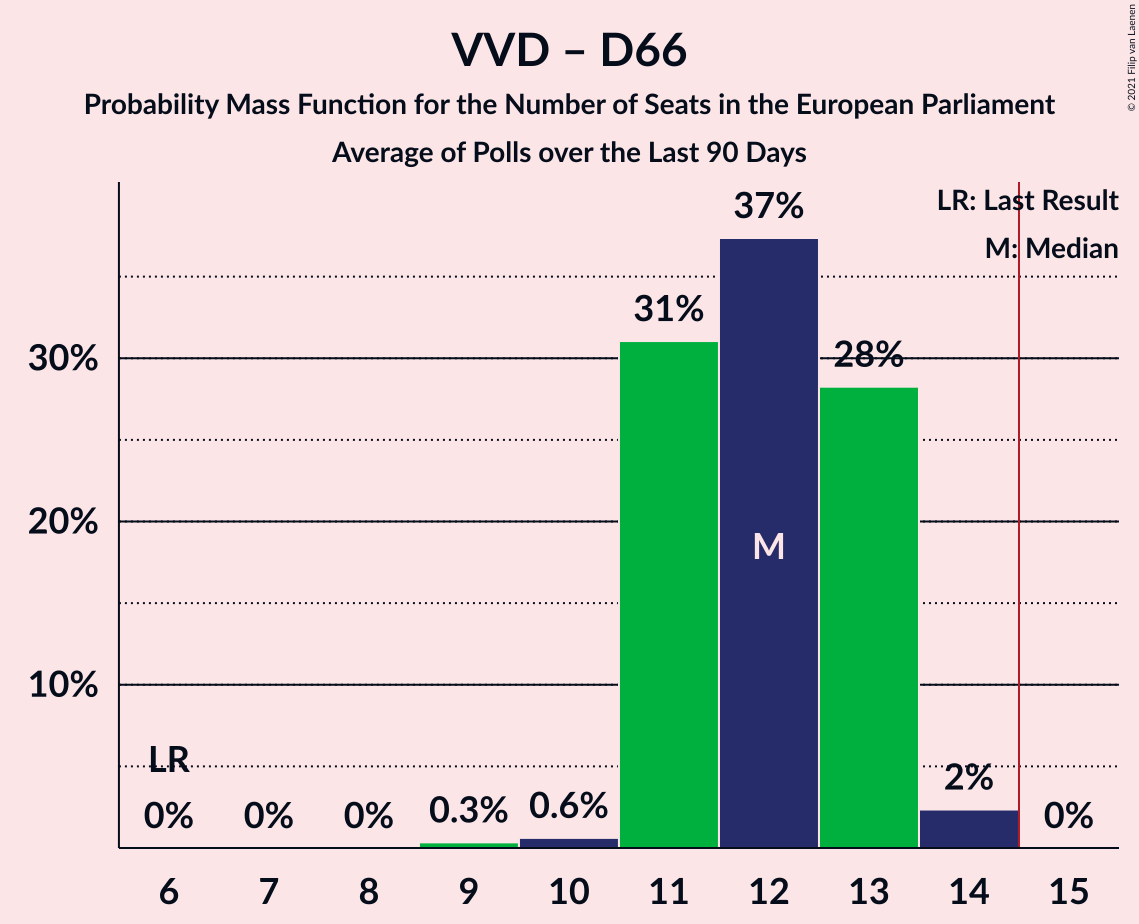 VVD – D66
Probability Mass Function for the Number of Seats in the European Parliament
Average of Polls over the Last 90 Days
© 2021 Filip van Laenen
LR: Last Result
M: Median
37%
31%
28%
30%
20%
M
10%
LR
0%
0%
0%
0.3%
0.6%
2%
0%
6 7 8 9 10 11 12 13 14 15